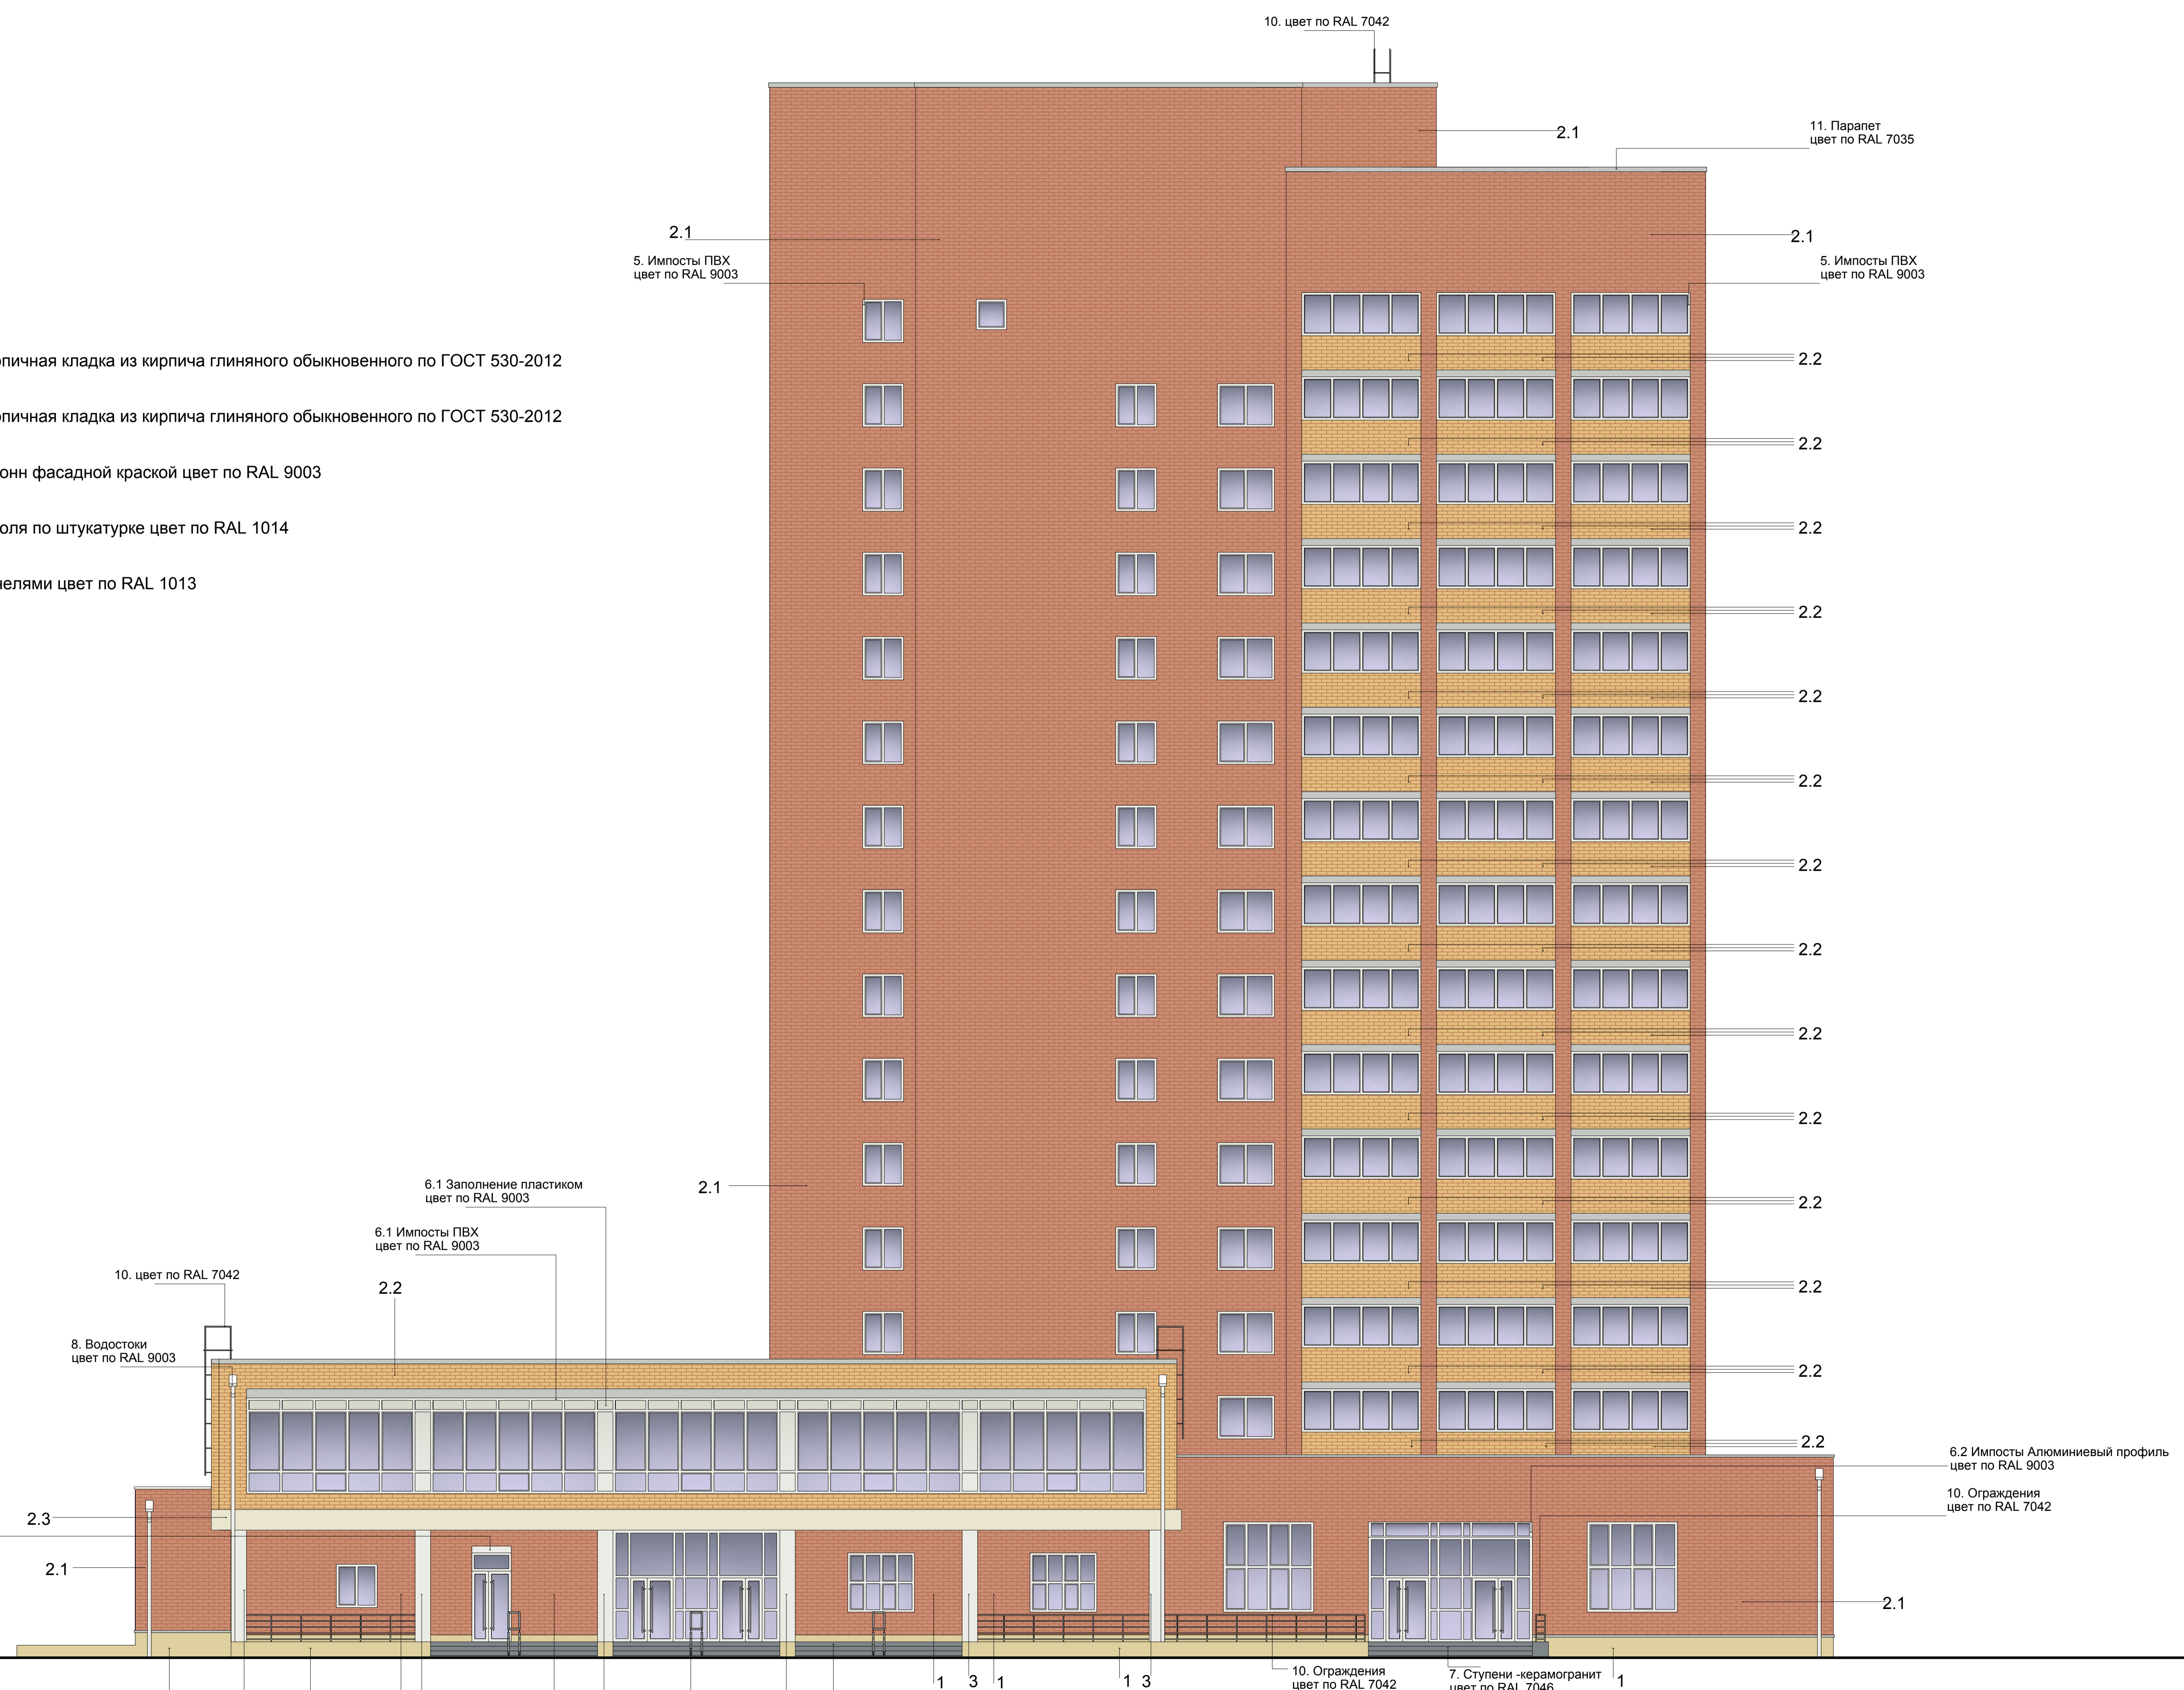 10. цвет по RAL 7042
2.1
11. Парапет
цвет по RAL 7035
2.1
2.1
5. Импосты ПВХ
цвет по RAL 9003
5. Импосты ПВХ
цвет по RAL 9003
кладка из кирпича глиняного обыкновенного по ГОСТ 530-2012
2.2
кладка из кирпича глиняного обыкновенного по ГОСТ 530-2012
2.2
фасадной краской цвет по RAL 9003
2.2
по штукатурке цвет по RAL 1014
цвет по RAL 1013
2.2
2.2
2.2
2.2
2.2
2.2
2.2
6.1 Заполнение пластиком
цвет по RAL 9003
2.1
2.2
6.1 Импосты ПВХ
цвет по RAL 9003
10. цвет по RAL 7042
2.2
2.2
8. Водостоки
цвет по RAL 9003
2.2
2.2
6.2 Импосты Алюминиевый профиль
цвет по RAL 9003
10. Ограждения
цвет по RAL 7042
2.3
2.1
2.1
1
3
1
1
3
10. Ограждения
цвет по RAL 7042
7. Ступени -керамогранит
цвет по RAL 7046
1